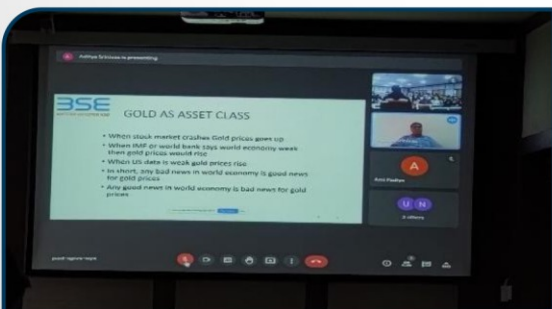 Aditya Srinivas is presenting
BSE
GOLD AS ASSET CLASS
• When stock market crashes Gold prices goes up
• When IMF or world bank says world economy week
then gold prices would rise
• When US data is weak gold prices rise
• In short, any bad news in world economy is good news
for gold prices
• Any good news in world economy is bad news for gold
prices
A
U N
3 others